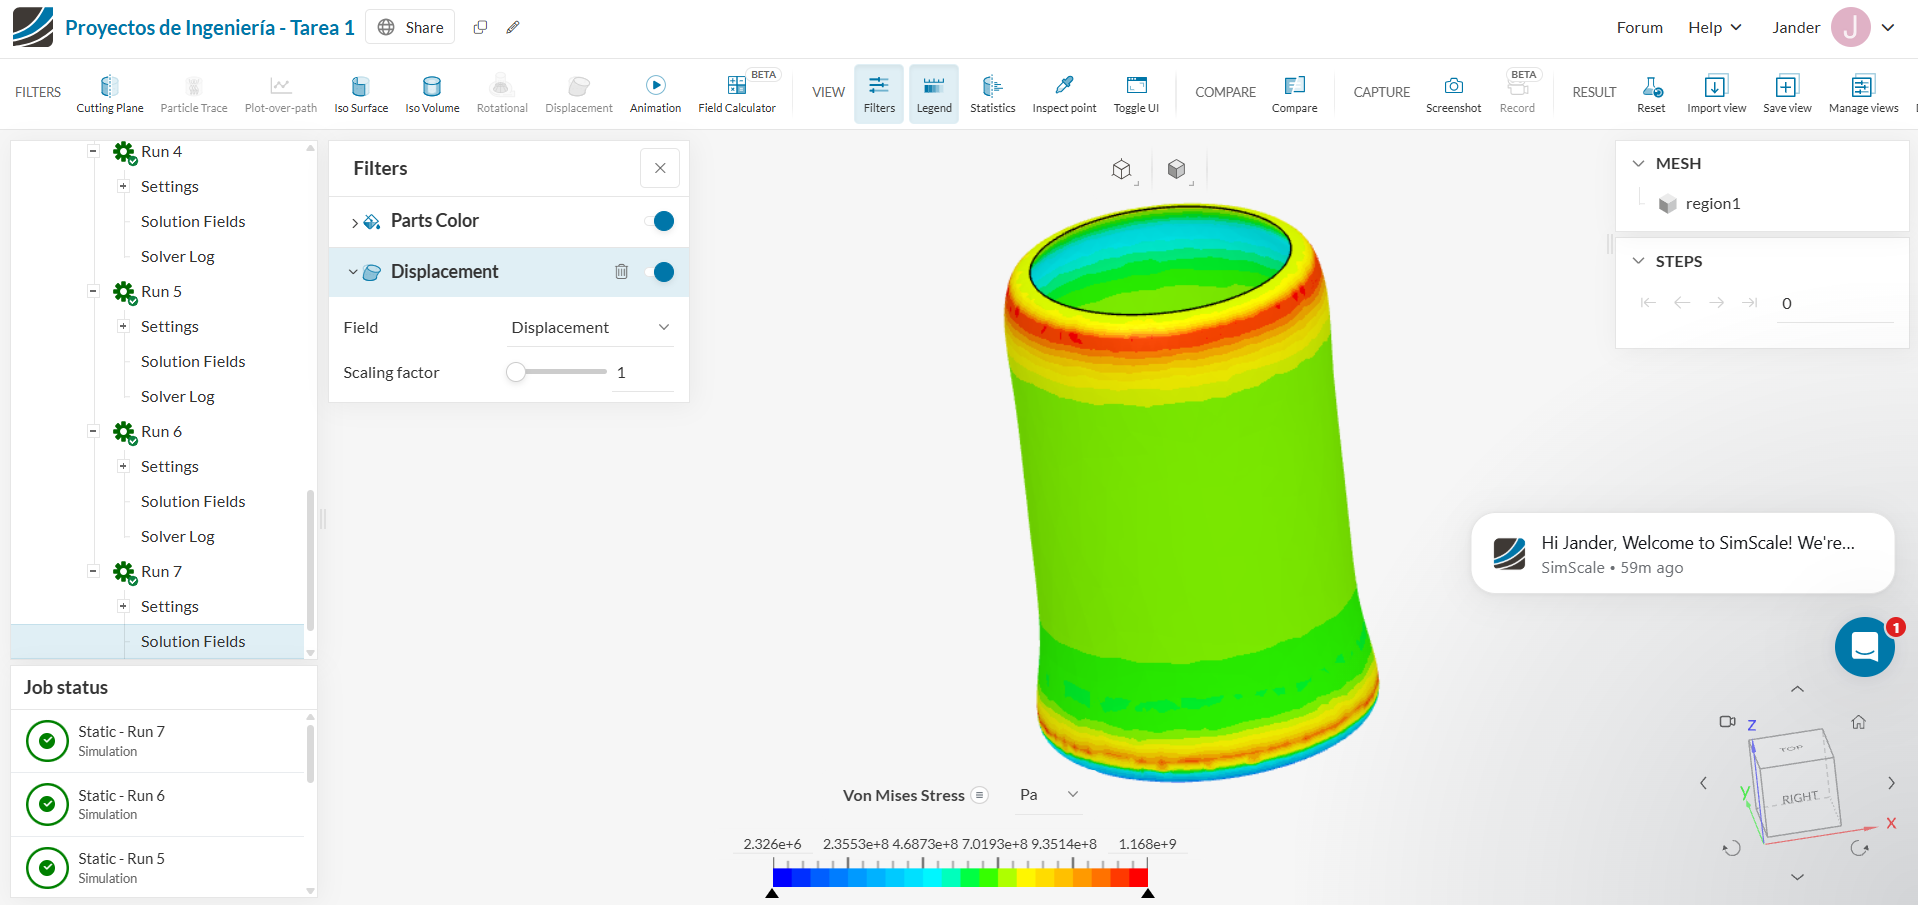 Proyectos de Ingeniería - Tarea 1
Share
Forum
Help
Jander
J
FILTERS
Cutting Plane
Particle Trace
Plot-over-path
Iso Surface
Iso Volume
Rotational
Displacement
Animation
BETA
Field Calculator
VIEW
Filters
Legend
Statistics
Inspect point
Toggle UI
COMPARE
Compare
CAPTURE
Screenshot
BETA
Record
RESULT
Reset
Import view
Save view
Manage views
Run 4
Settings
Solution Fields
Solver Log
Run 5
Settings
Solution Fields
Solver Log
Run 6
Settings
Solution Fields
Solver Log
Run 7
Settings
Solution Fields
Job status
Static - Run 7
Simulation
Static - Run 6
Simulation
Static - Run 5
Simulation
Filters
Parts Color
Displacement
Field
Displacement
Scaling factor
1
MESH
region1
STEPS
0
Hi Jander, Welcome to SimScale! We're...
SimScale • 59m ago
1
Von Mises Stress
Pa
2.326e+6 2.3553e+8 4.6873e+8 7.0193e+8 9.3514e+8 1.168e+9
Z
TOP
Y
RIGHT
X